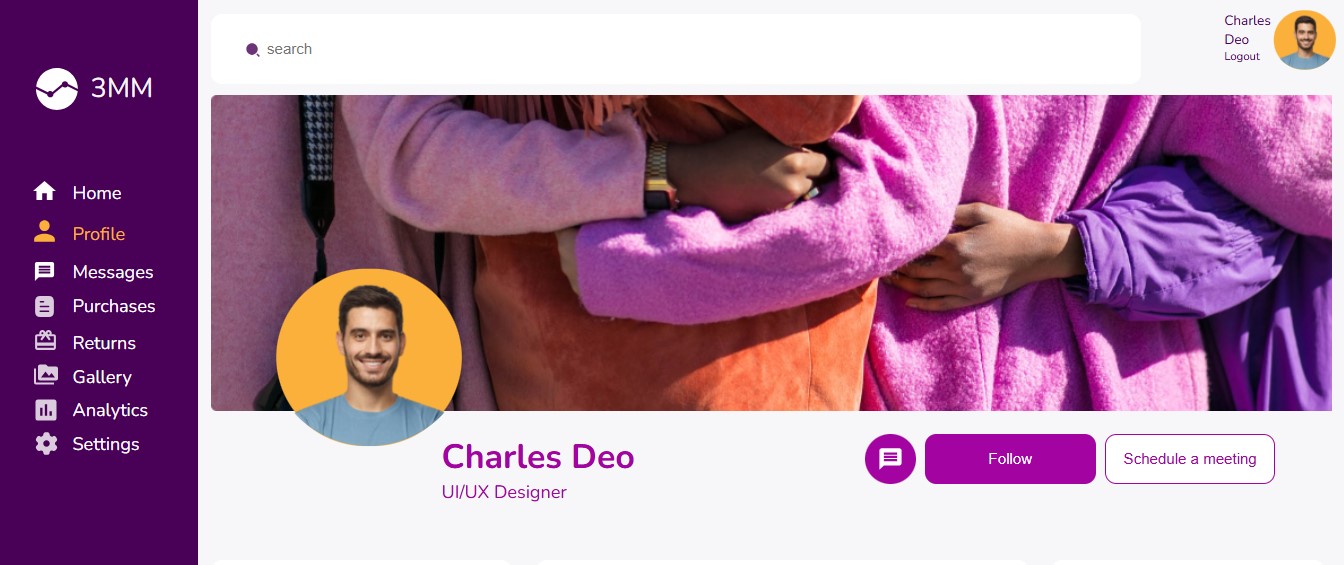 3MM
Home
Profile
Messages
Purchases
Returns
Gallery
Analytics
Settings
search
Charles
Deo
Logout
Charles Deo
UI/UX Designer
Follow
Schedule a meeting